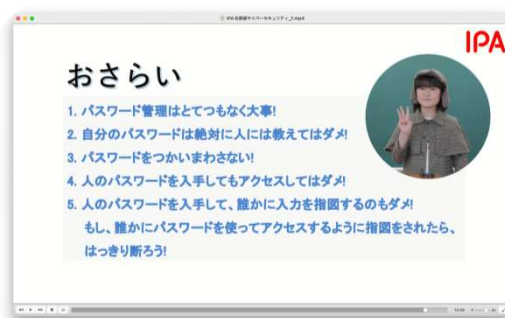 IPA
おさらい
1. パスワード管理はとてつもなく大事!
2. 自分のパスワードは絶対に人には教えてはダメ!
3. パスワードをつかいまわさない!
4. 人のパスワードを入手してもアクセスしてはダメ!
5. 人のパスワードを入手して、誰かに入力を指図するのもダメ!
もし、誰かにパスワードを使ってアクセスするように指図をされたら、
はっきり断ろう!